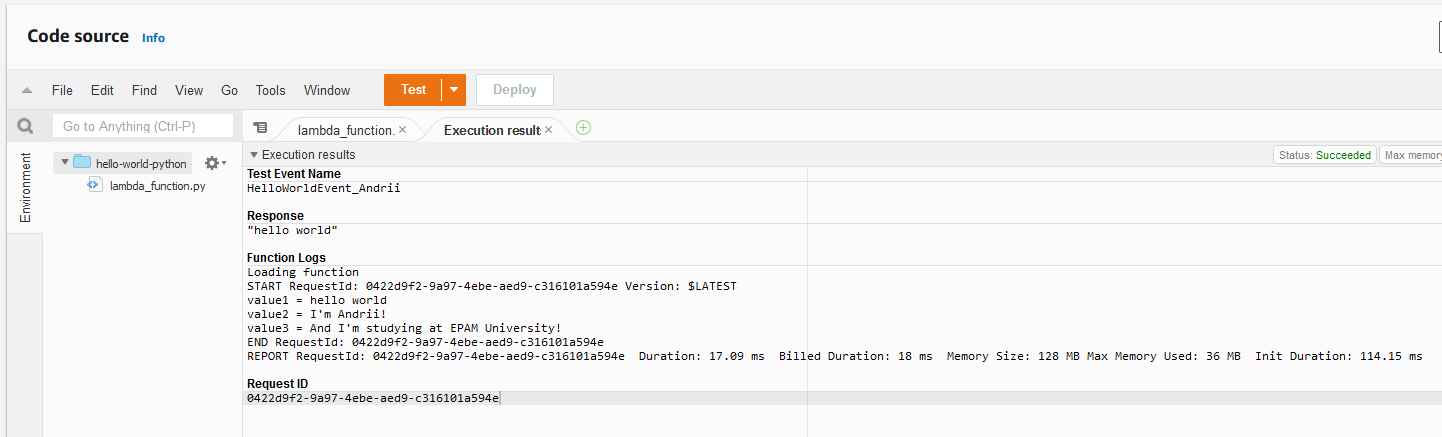 Code source Info
File Edit Find View Go Tools Window Test Deploy
Go to Anything (Ctrl-P)
lambda_function.
Execution results
Environment
hello-world-python
lambda_function.py
Execution results
Status: Succeeded
Max memory
Test Event Name
HelloWorldEvent_Andrii
Response
"hello world"
Function Logs
Loading function
START RequestId: 0422d9f2-9a97-4ebe-aed9-c316101a594e Version: $LATEST
value1 = hello world
value2 = I'm Andrii!
value3 = And I'm studying at EPAM University!
END RequestId: 0422d9f2-9a97-4ebe-aed9-c316101a594e
REPORT RequestId: 0422d9f2-9a97-4ebe-aed9-c316101a594e Duration: 17.09 ms Billed Duration: 18 ms Memory Size: 128 MB Max Memory Used: 36 MB Init Duration: 114.15 ms
Request ID
0422d9f2-9a97-4ebe-aed9-c316101a594e